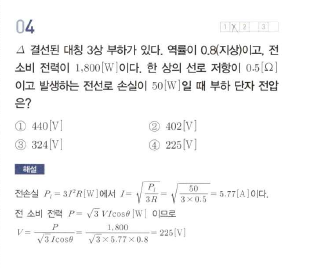 04
1 2 3
Δ 결선된 대칭 3상 부하가 있다. 역률이 0.8(지상)이고, 전
소비 전력이 1,800[W]이다. 한 상의 선로 저항이 0.5[Ω]
이고 발생하는 전선로 손실이 50[W]일 때 부하 단자 전압
은?
① 440[V] ② 402[V]
③ 324[V] ④ 225[V]
해설
전손실 Pₗ = 3I²R[W]에서 I = √(Pₗ/3R) = √(50/(3×0.5)) = 5.77[A]이다.
전 소비 전력 P = √3 VIcosθ[W] 이므로
V = P/(√3 Icosθ) = 1,800/(√3 × 5.77 × 0.8) = 225[V]